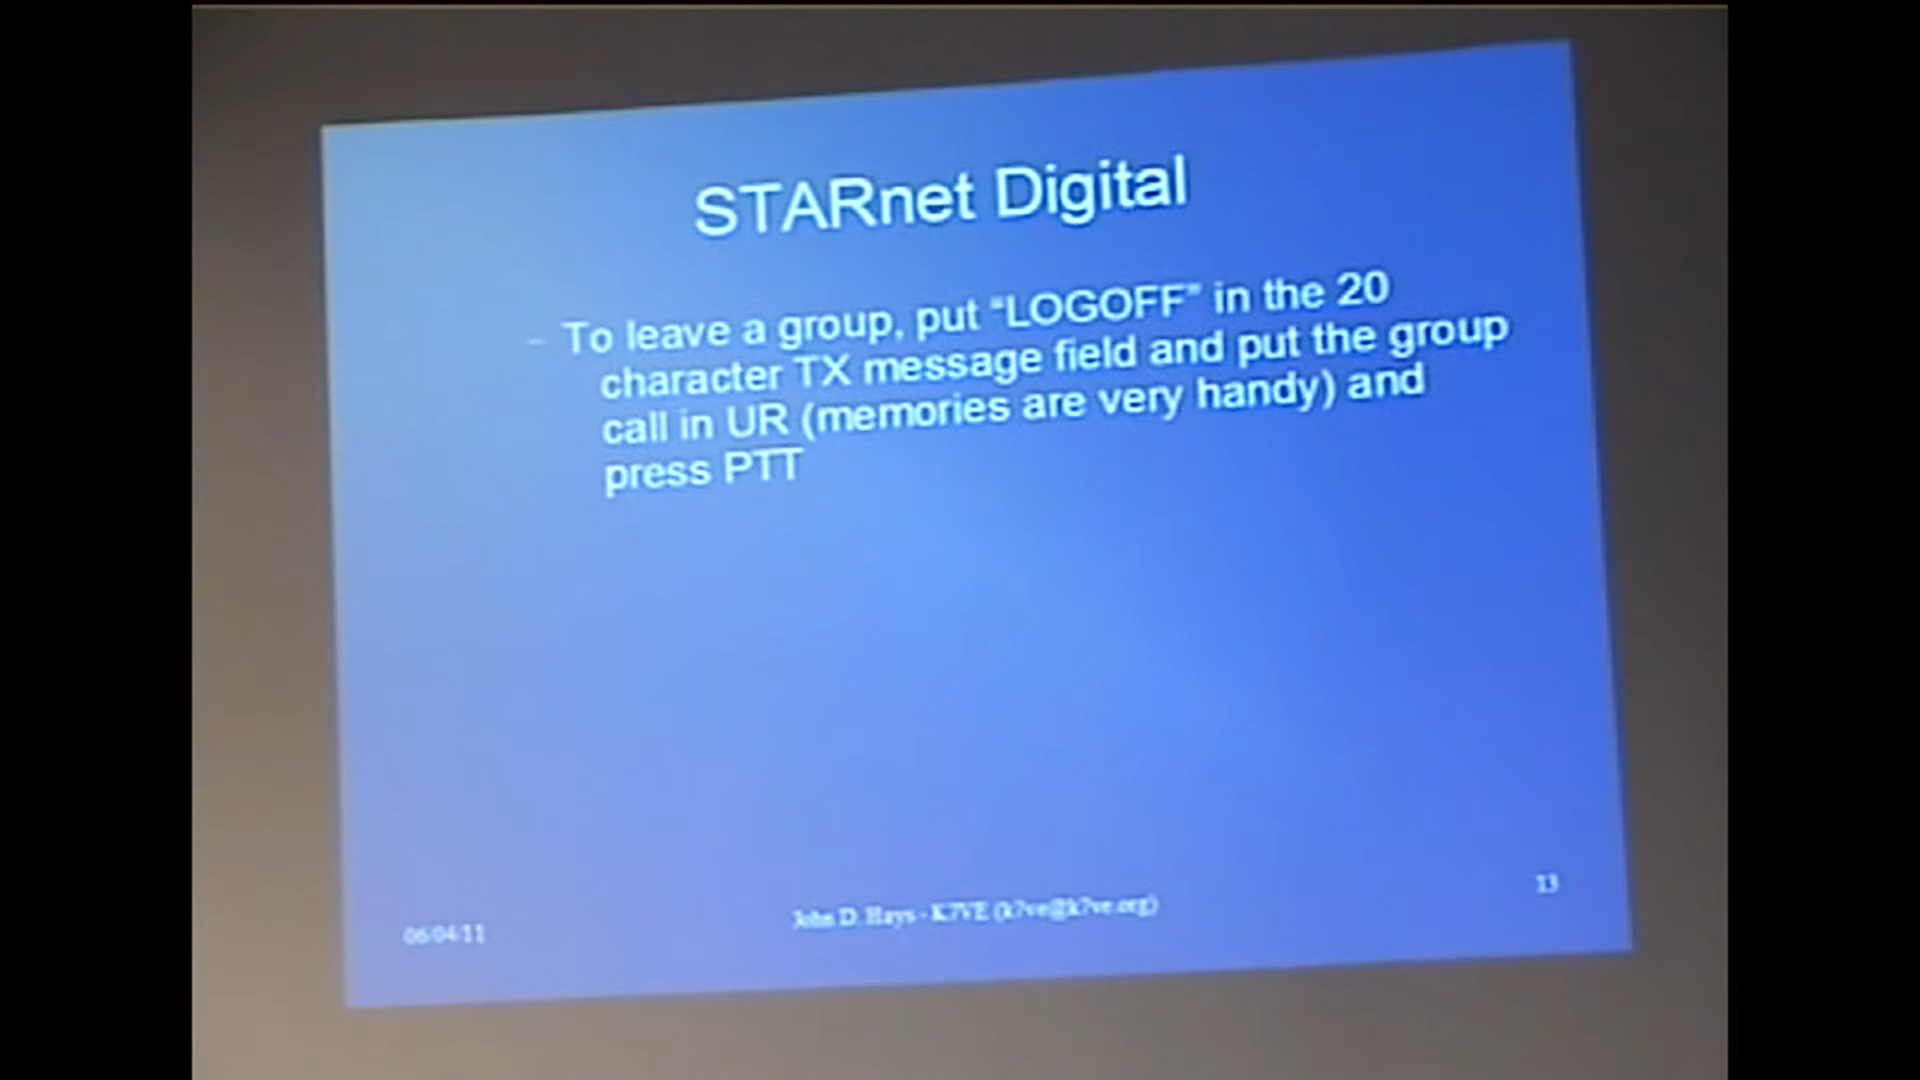 STARnet Digital
– To leave a group, put “LOGOFF” in the 20
character TX message field and put the group
call in UR (memories are very handy) and
press PTT
06/04/11
John D. Hays - K7VE (k7ve@k7ve.org)
13